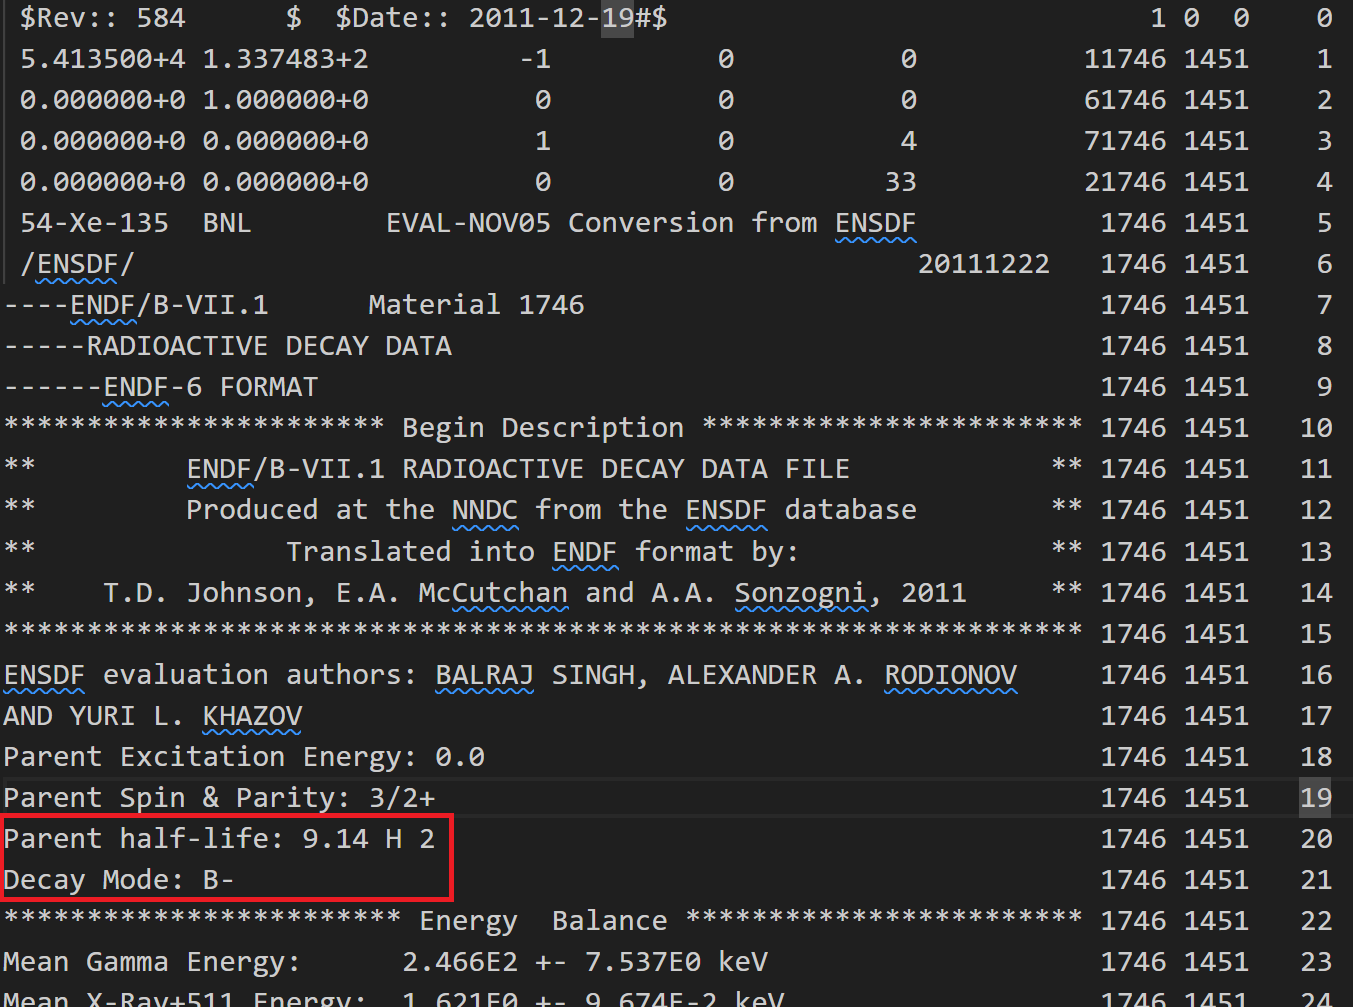 $Rev:: 584      $  $Date:: 2011-12-19#$                             1 0  0    0
 5.413500+4 1.337483+2         -1          0          0          11746 1451    1
 0.000000+0 1.000000+0          0          0          0          61746 1451    2
 0.000000+0 0.000000+0          1          0          4          71746 1451    3
 0.000000+0 0.000000+0          0          0         33          21746 1451    4
 54-Xe-135  BNL        EVAL-NOV05 Conversion from ENSDF           1746 1451    5
 /ENSDF/                                               20111222   1746 1451    6
----ENDF/B-VII.1      Material 1746                               1746 1451    7
-----RADIOACTIVE DECAY DATA                                       1746 1451    8
------ENDF-6 FORMAT                                               1746 1451    9
*********************** Begin Description *********************** 1746 1451   10
**         ENDF/B-VII.1 RADIOACTIVE DECAY DATA FILE            ** 1746 1451   11
**         Produced at the NNDC from the ENSDF database        ** 1746 1451   12
**               Translated into ENDF format by:               ** 1746 1451   13
**    T.D. Johnson, E.A. McCutchan and A.A. Sonzogni, 2011     ** 1746 1451   14
***************************************************************** 1746 1451   15
ENSDF evaluation authors: BALRAJ SINGH, ALEXANDER A. RODIONOV     1746 1451   16
AND YURI L. KHAZOV                                                1746 1451   17
Parent Excitation Energy: 0.0                                     1746 1451   18
Parent Spin & Parity: 3/2+                                        1746 1451   19
Parent half-life: 9.14 H 2                                        1746 1451   20
Decay Mode: B-                                                    1746 1451   21
************************ Energy  Balance ************************ 1746 1451   22
Mean Gamma Energy:      2.466E2 +- 7.537E0 keV                    1746 1451   23
Mean X-Ray+511 Energy:  1.621E0 +- 9.674E-2 keV                   1746 1451   24